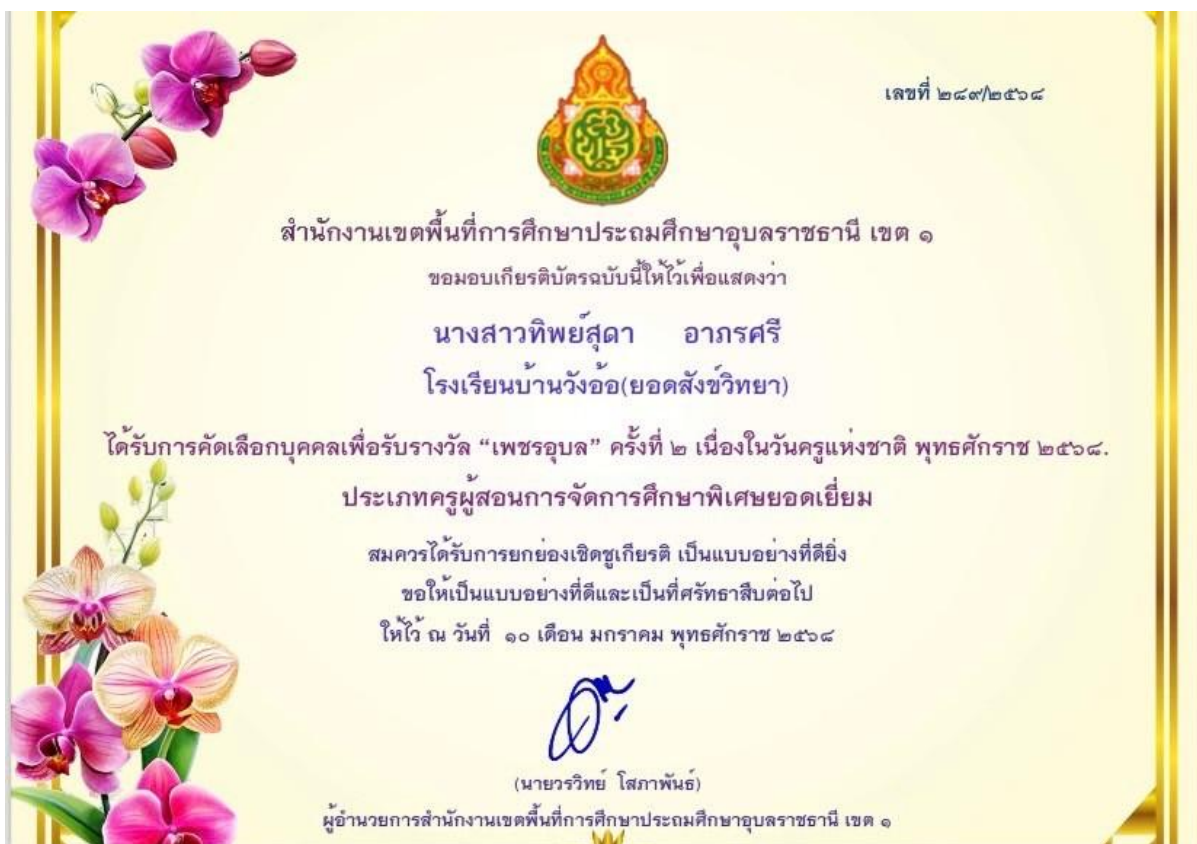 เลขที่ ๒๘๙/๒๕๖๘
สำนักงานเขตพื้นที่การศึกษาประถมศึกษาอุบลราชธานี เขต ๑
ขอมอบเกียรติบัตรฉบับนี้ให้ไว้เพื่อแสดงว่า
นางสาวทิพย์สุดา อาภรศรี
โรงเรียนบ้านวังอ้อ(ยอดสังข์วิทยา)
ได้รับการคัดเลือกบุคคลเพื่อรับรางวัล “เพชรอุบล” ครั้งที่ ๒ เนื่องในวันครูแห่งชาติ พุทธศักราช ๒๕๖๘.
ประเภทครูผู้สอนการจัดการศึกษาพิเศษยอดเยี่ยม
สมควรได้รับการยกย่องเชิดชูเกียรติ เป็นแบบอย่างที่ดียิ่ง
ขอให้เป็นแบบอย่างที่ดีและเป็นที่ศรัทธาสืบต่อไป
ให้ไว้ ณ วันที่ ๑๐ เดือน มกราคม พุทธศักราช ๒๕๖๘
(นายวรวิทย์ โสภาพันธ์)
ผู้อำนวยการสำนักงานเขตพื้นที่การศึกษาประถมศึกษาอุบลราชธานี เขต ๑